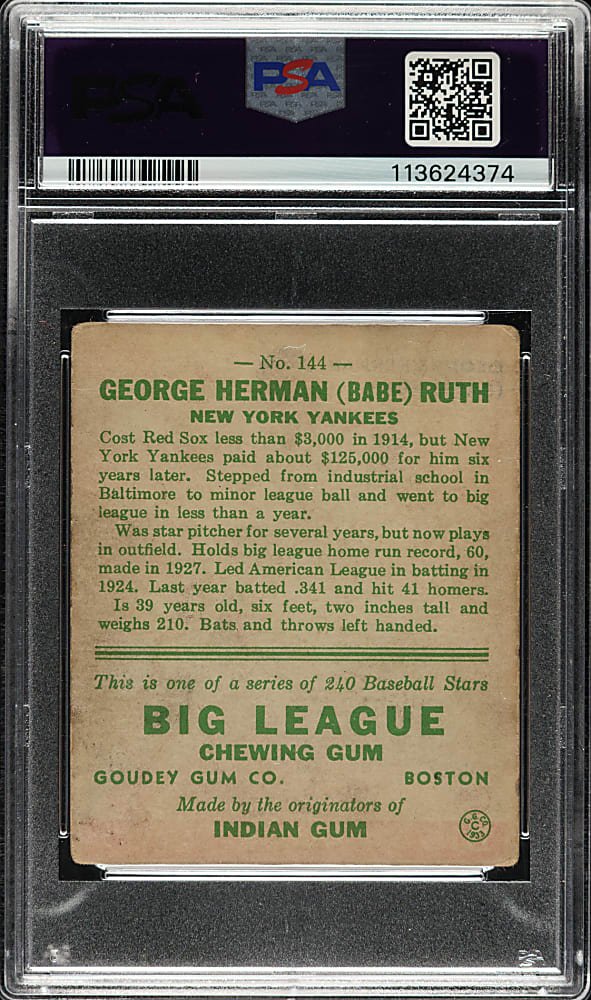 PSA
PSA
113624374
— No. 144 —
GEORGE HERMAN (BABE) RUTH
NEW YORK YANKEES
Cost Red Sox less than $3,000 in 1914, but New
York Yankees paid about $125,000 for him six
years later. Stepped from industrial school in
Baltimore to minor league ball and went to big
league in less than a year.
Was star pitcher for several years, but now plays
in outfield. Holds big league home run record, 60,
made in 1927. Led American League in batting in
1924. Last year batted .341 and hit 41 homers.
Is 39 years old, six feet, two inches tall and
weighs 210. Bats and throws left handed.
This is one of a series of 240 Baseball Stars
BIG LEAGUE
CHEWING GUM
GOUDEY GUM CO. BOSTON
Made by the originators of
INDIAN GUM
G. G. CO.
C
1933